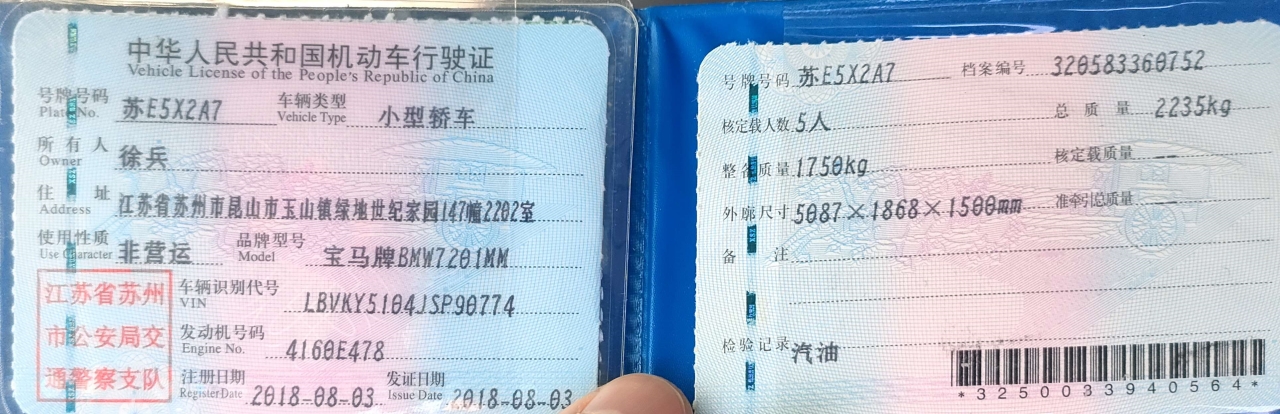 中华人民共和国机动车行驶证
Vehicle License of the People's Republic of China
号牌号码 苏E5X2A7 车辆类型 小型轿车
Plate No. Vehicle Type
所有人 徐兵
Owner
住址 江苏省苏州市昆山市玉山镇绿地世纪家园147幢2202室
Address
使用性质 非营运 品牌型号 宝马牌BMW7201MM
Use Character Model
江苏省苏州
市公安局交
通警察支队
车辆识别代号 LBVKY5104JSP90774
VIN
发动机号码 4160E478
Engine No.
注册日期 2018-08-03 发证日期 2018-08-03
Register Date Issue Date
号牌号码 苏E5X2A7 档案编号 320583360752
核定载人数 5人 总质量 2235kg
整备质量 1750kg 核定载质量 —
外廓尺寸 5087×1868×1500mm 准牵引总质量 —
备注
检验记录 汽油
*3250033940564*